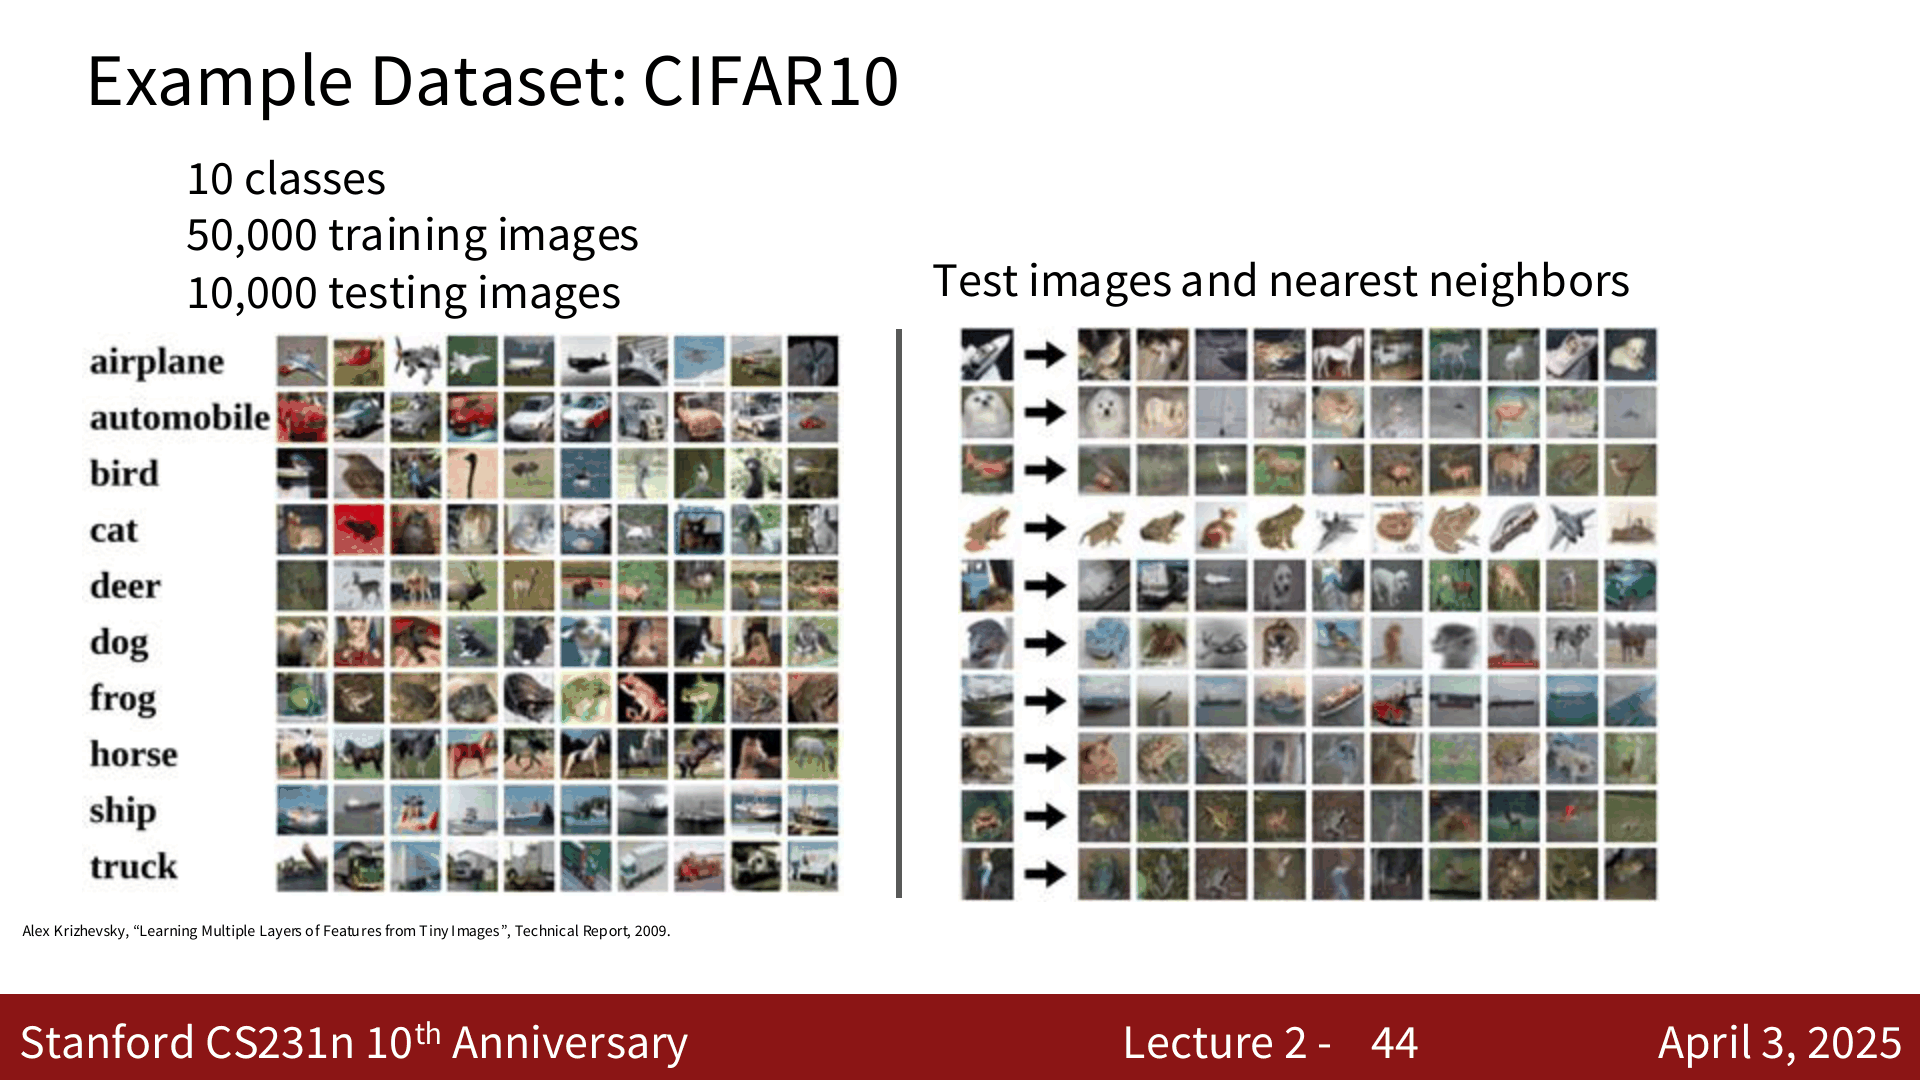 Example Dataset: CIFAR10
10 classes
50,000 training images
10,000 testing images
Test images and nearest neighbors
airplane
automobile
bird
cat
deer
dog
frog
horse
ship
truck
Alex Krizhevsky, “Learning Multiple Layers of Features from Tiny Images”, Technical Report, 2009.
Stanford CS231n 10th Anniversary
Lecture 2 - 44
April 3, 2025